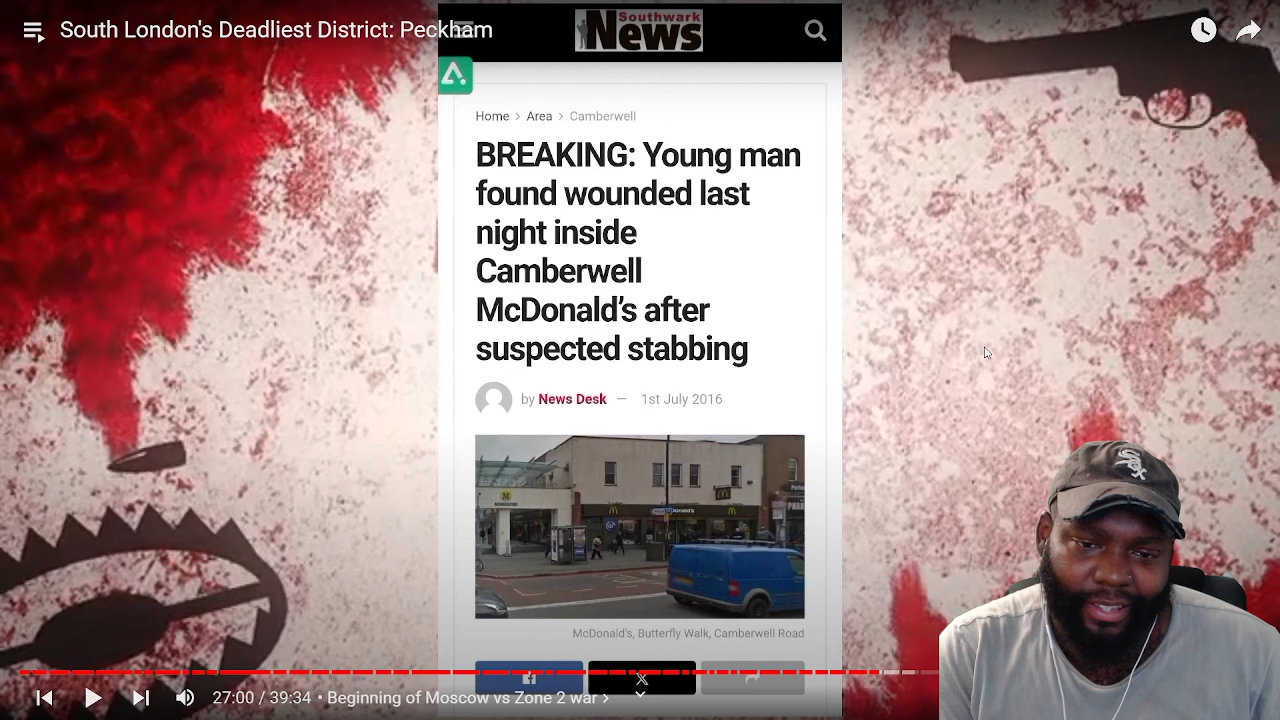 South London's Deadliest District: Peckham
Southwark
News
Home > Area > Camberwell
BREAKING: Young man
found wounded last
night inside
Camberwell
McDonald's after
suspected stabbing
by News Desk — 1st July 2016
McDonald's, Butterfly Walk, Camberwell Road
27:00 / 39:34 • Beginning of Moscow vs Zone 2 war >
Sox